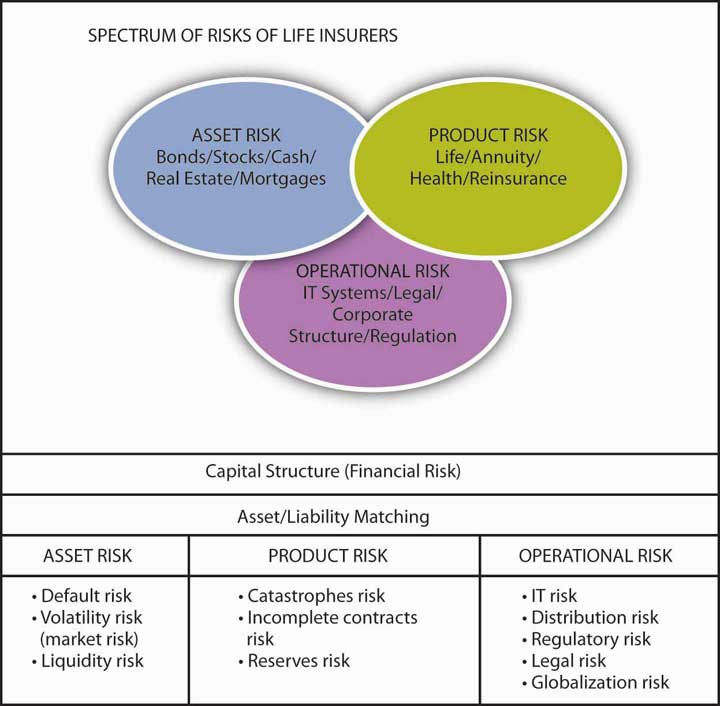 SPECTRUM OF RISKS OF LIFE INSURERS
ASSET RISK
Bonds/Stocks/Cash/
Real Estate/Mortgages
PRODUCT RISK
Life/Annuity/
Health/Reinsurance
OPERATIONAL RISK
IT Systems/Legal/
Corporate
Structure/Regulation
Capital Structure (Financial Risk)
Asset/Liability Matching
ASSET RISK
• Default risk
• Volatility risk
(market risk)
• Liquidity risk
PRODUCT RISK
• Catastrophes risk
• Incomplete contracts
risk
• Reserves risk
OPERATIONAL RISK
• IT risk
• Distribution risk
• Regulatory risk
• Legal risk
• Globalization risk